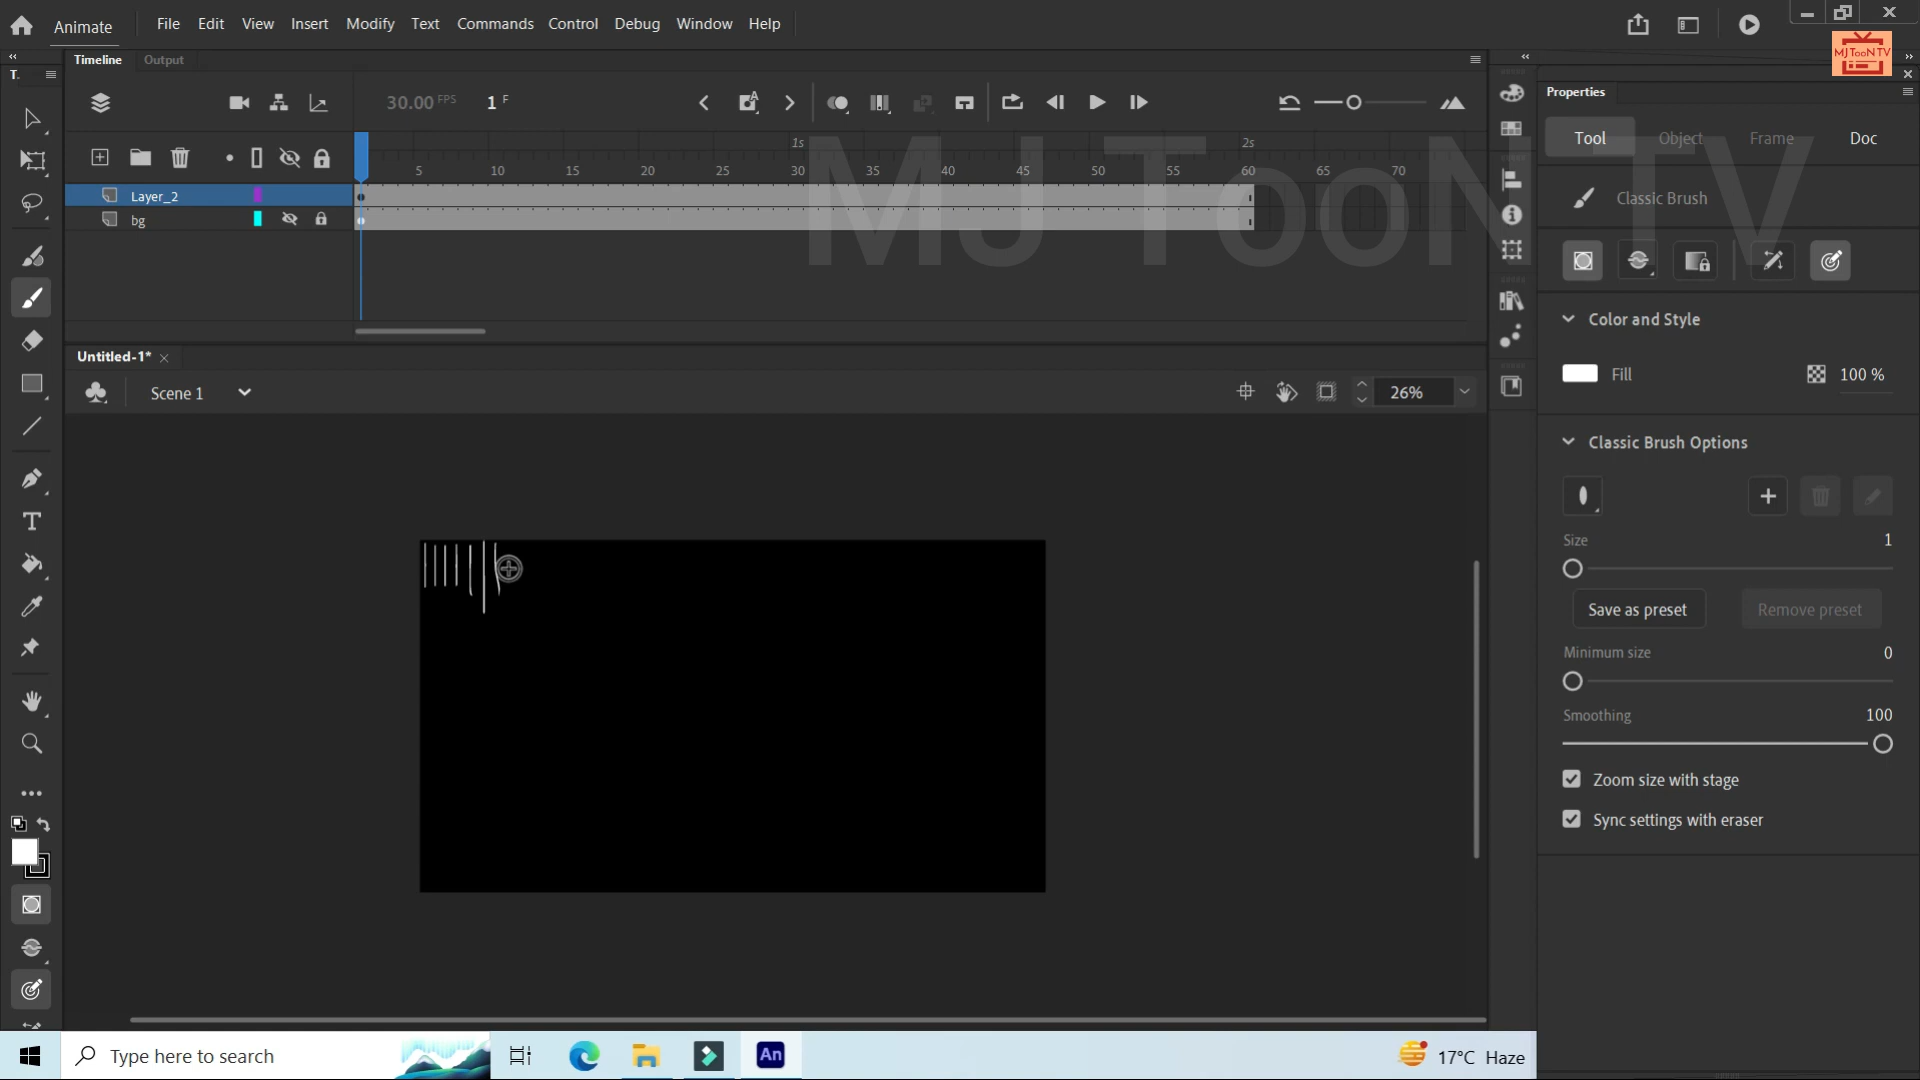 Animate File Edit View Insert Modify Text Commands Control Debug Window Help
MJ TooN TV
Timeline Output
T.
30.00 FPS 1 F
1s 2s
5 10 15 20 25 30 35 40 45 50 55 60 65 70
Layer_2
bg
MJ TooN TV
Untitled-1*
Scene 1 26%
Properties
Tool Object Frame Doc
Classic Brush
Color and Style
Fill 100 %
Classic Brush Options
Size 1
Save as preset Remove preset
Minimum size 0
Smoothing 100
Zoom size with stage
Sync settings with eraser
Type here to search
An
17°C Haze